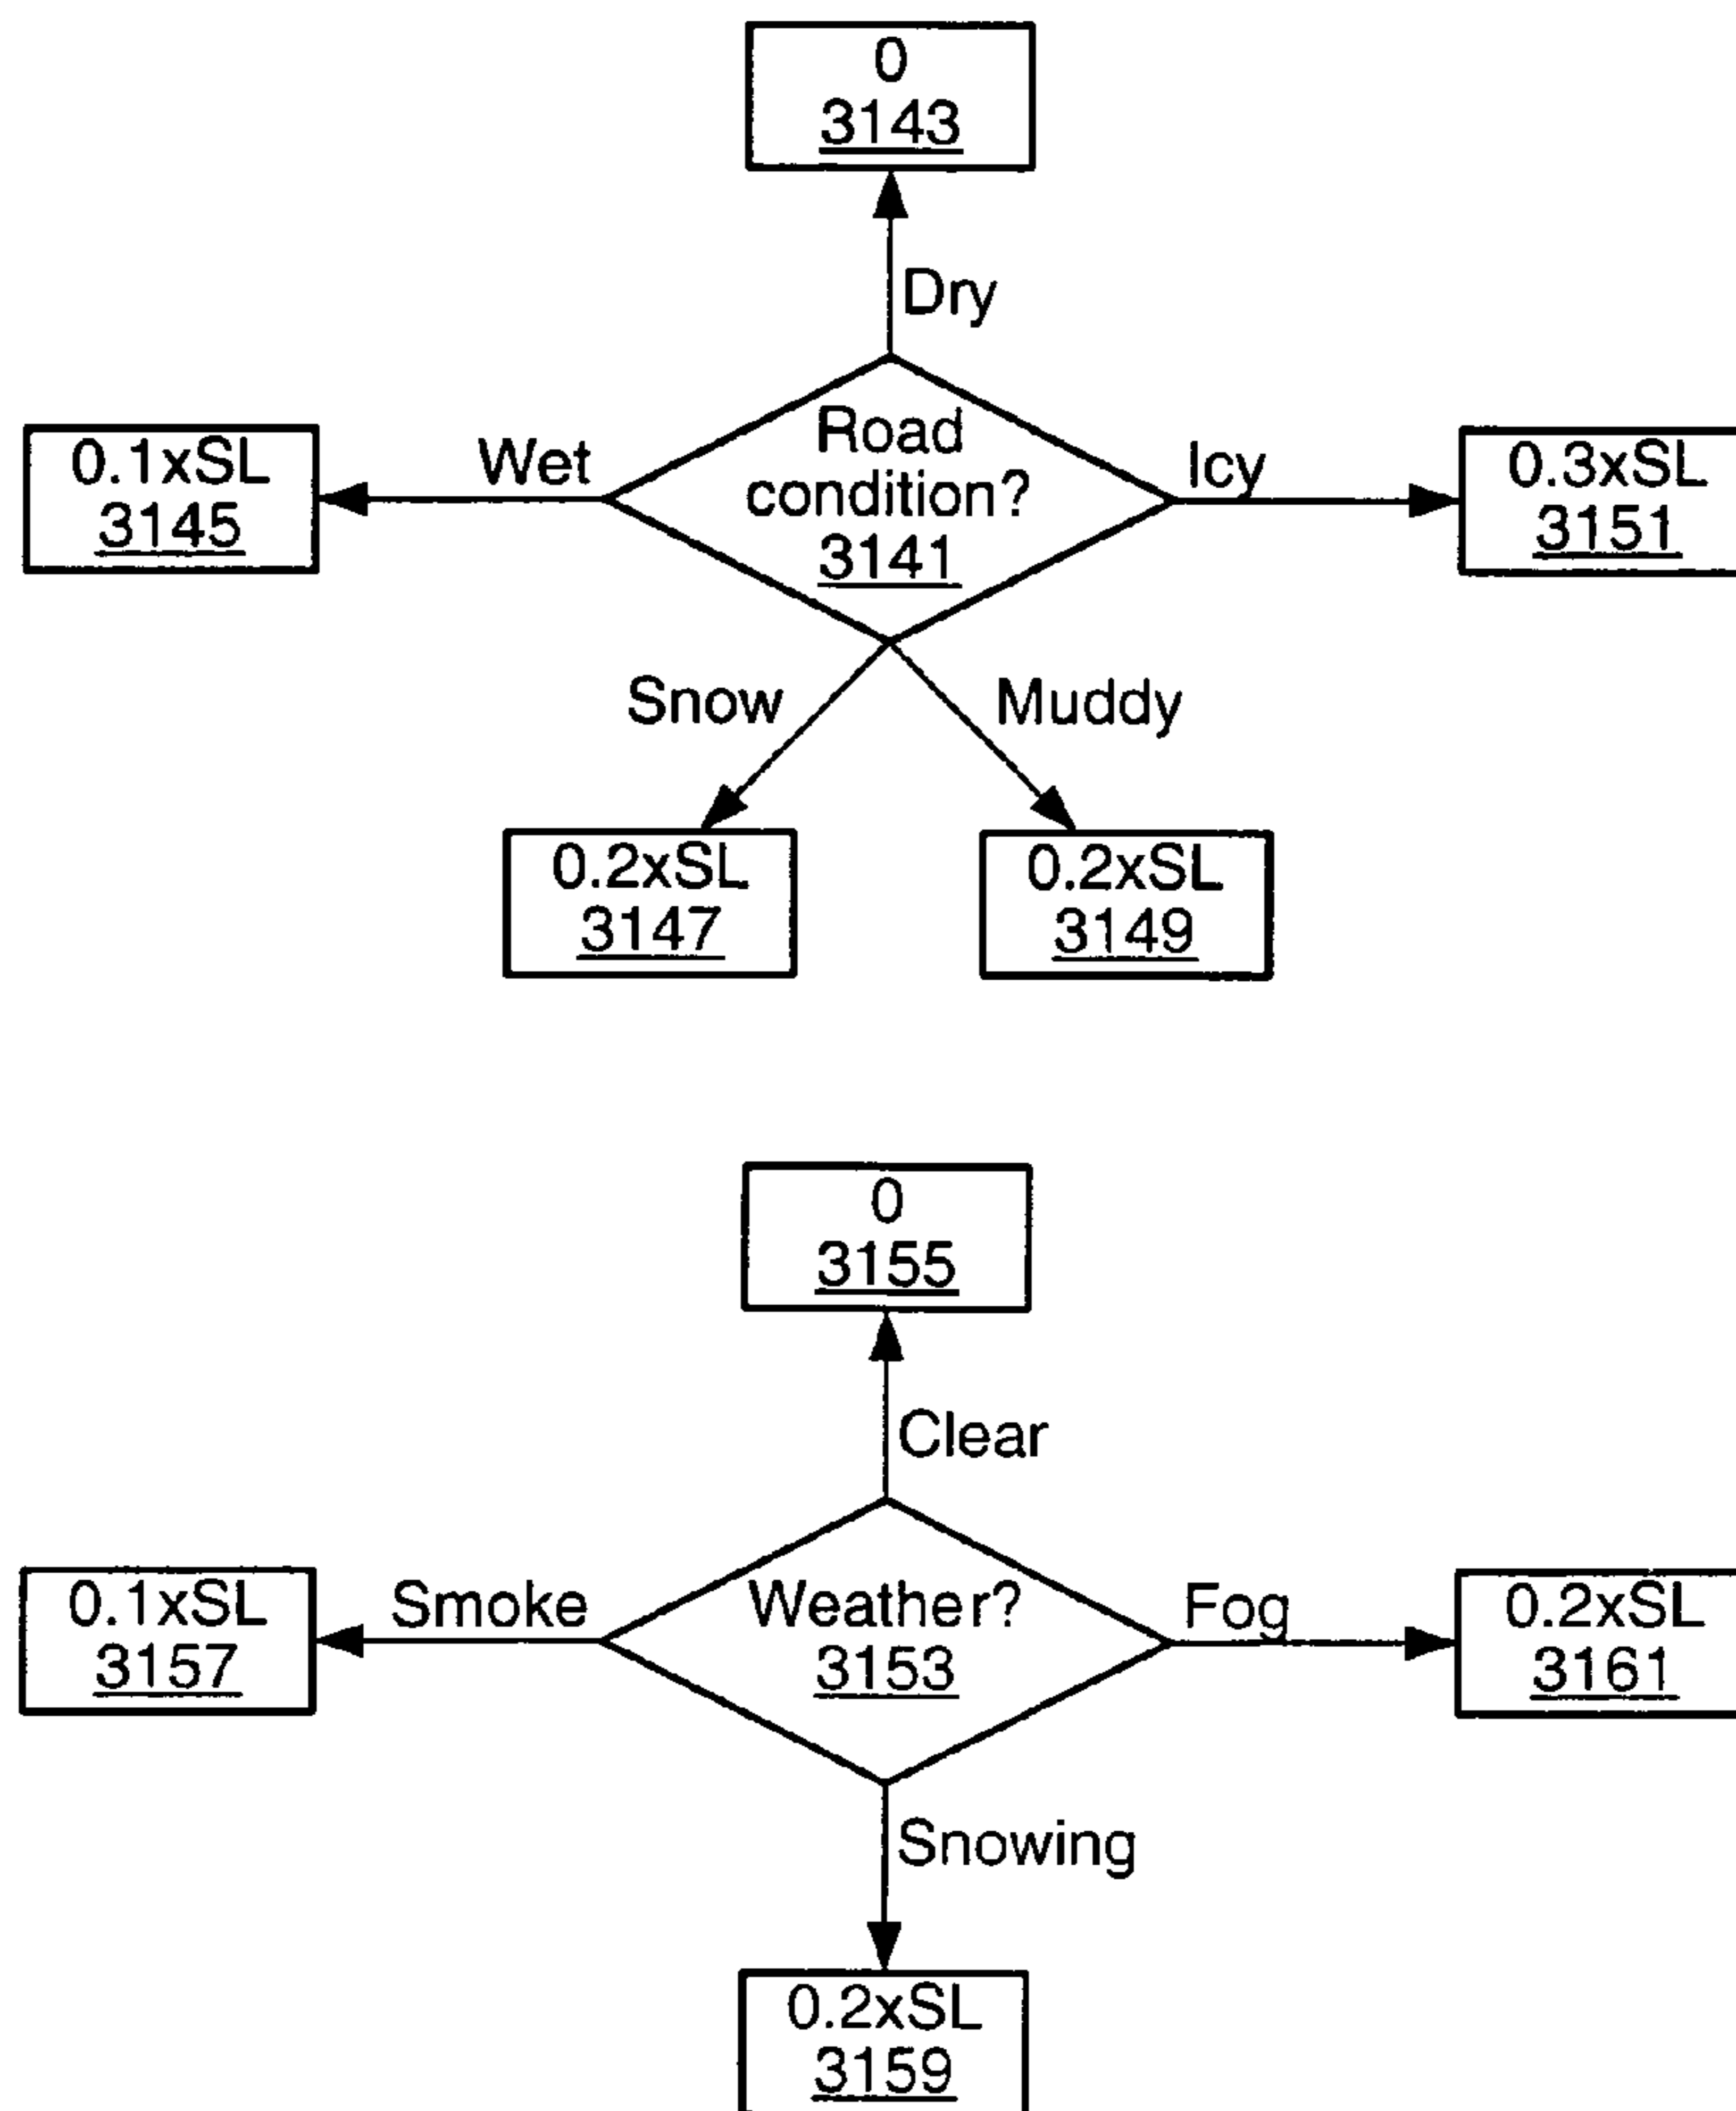 0
3143
Dry
Road
condition?
3141
Wet
0.1xSL
3145
Icy
0.3xSL
3151
Snow
Muddy
0.2xSL
3147
0.2xSL
3149
0
3155
Clear
Weather?
3153
Smoke
0.1xSL
3157
Fog
0.2xSL
3161
Snowing
0.2xSL
3159